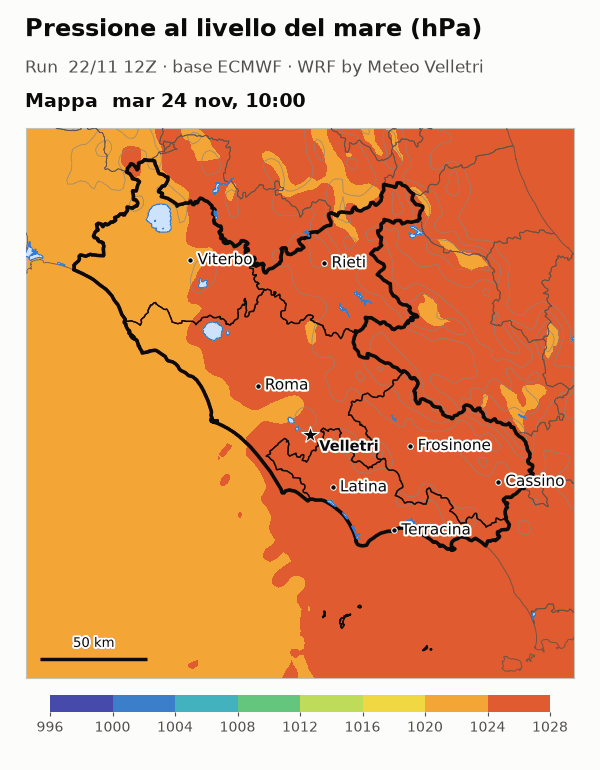 Pressione al livello del mare (hPa)
Run  22/11 12Z · base ECMWF · WRF by Meteo Velletri
Mappa  mar 24 nov, 10:00
Viterbo
Rieti
Roma
Velletri
Frosinone
Latina
Cassino
Terracina
50 km
996 1000 1004 1008 1012 1016 1020 1024 1028